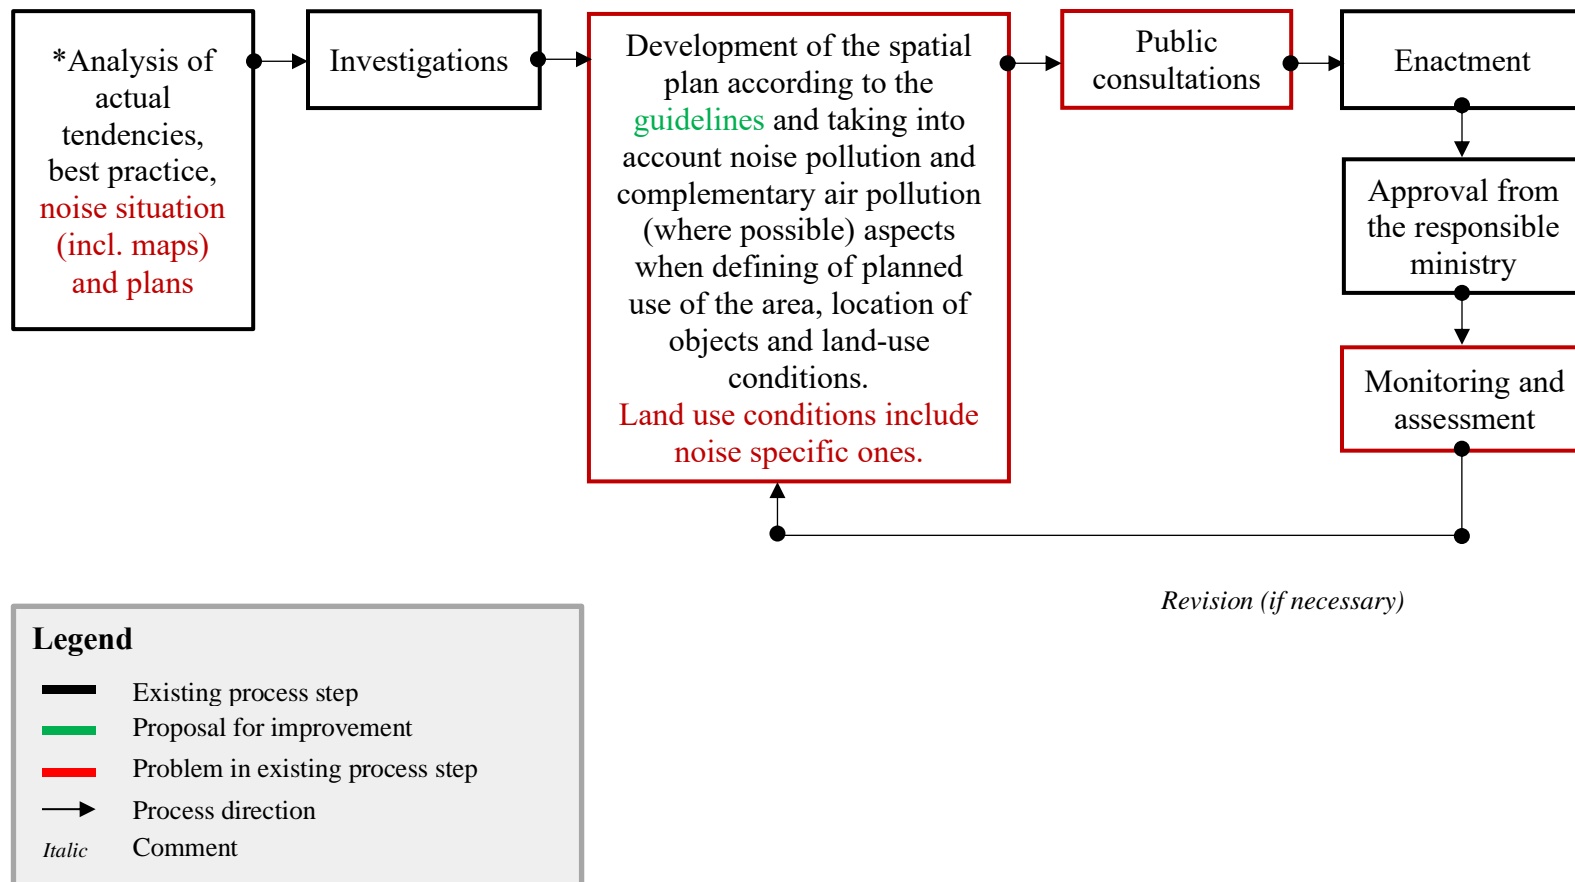 *Analysis of
actual
tendencies,
best practice,
noise situation
(incl. maps)
and plans
Investigations
Development of the spatial
plan according to the
guidelines and taking into
account noise pollution and
complementary air pollution
(where possible) aspects
when defining of planned
use of the area, location of
objects and land-use
conditions.
Land use conditions include
noise specific ones.
Public
consultations
Enactment
Approval from
the responsible
ministry
Monitoring and
assessment
Revision (if necessary)
Legend
Existing process step
Proposal for improvement
Problem in existing process step
Process direction
Italic Comment